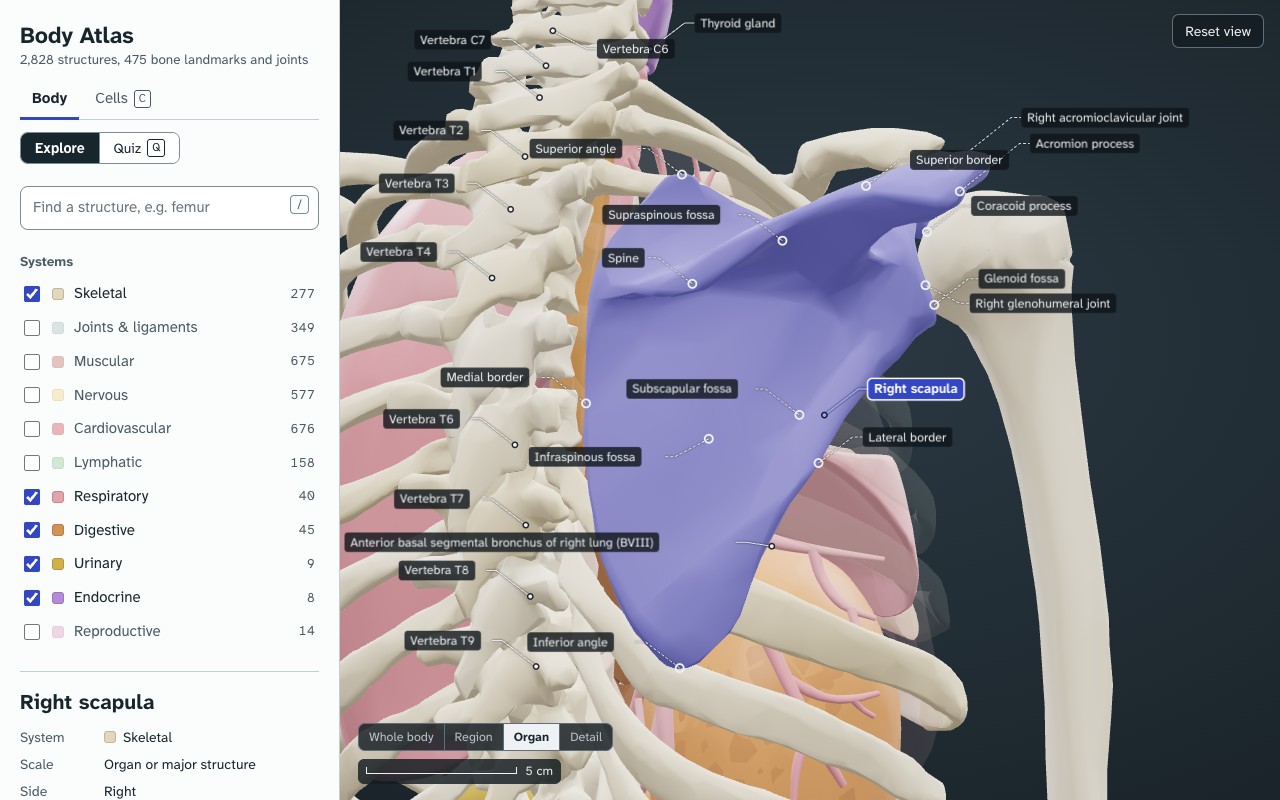 Body Atlas
2,828 structures, 475 bone landmarks and joints
Body
Cells C
Explore
Quiz Q
Find a structure, e.g. femur /
Systems
Skeletal 277
Joints & ligaments 349
Muscular 675
Nervous 577
Cardiovascular 676
Lymphatic 158
Respiratory 40
Digestive 45
Urinary 9
Endocrine 8
Reproductive 14
Right scapula
System Skeletal
Scale Organ or major structure
Side Right
Reset view
Thyroid gland
Vertebra C7
Vertebra C6
Vertebra T1
Right acromioclavicular joint
Vertebra T2
Acromion process
Superior angle
Superior border
Vertebra T3
Coracoid process
Supraspinous fossa
Vertebra T4
Spine
Glenoid fossa
Right glenohumeral joint
Medial border
Subscapular fossa
Right scapula
Vertebra T6
Lateral border
Infraspinous fossa
Vertebra T7
Anterior basal segmental bronchus of right lung (BVIII)
Vertebra T8
Vertebra T9
Inferior angle
Whole body
Region
Organ
Detail
5 cm